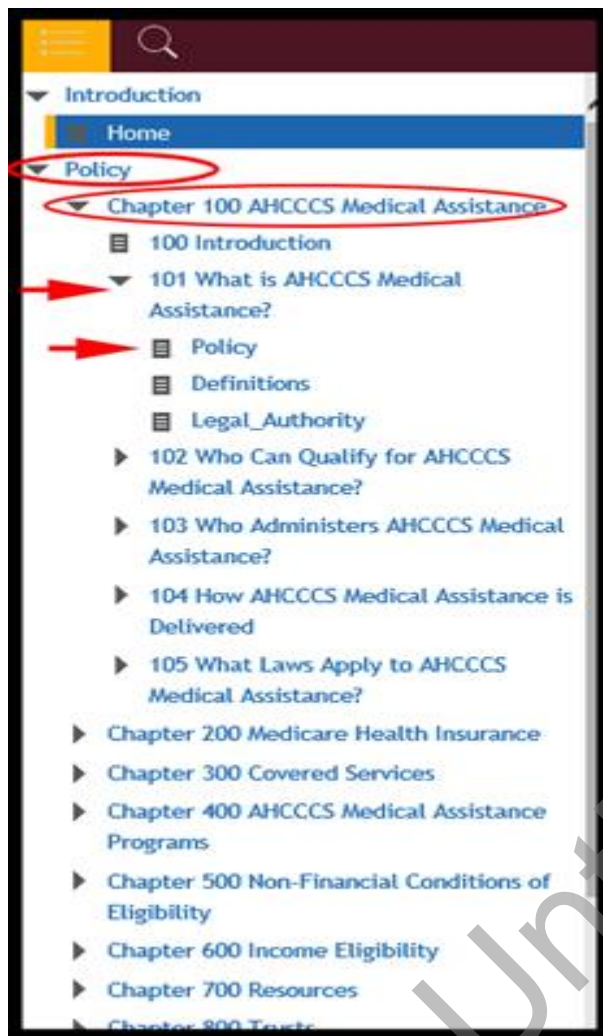 Introduction
Home
Policy
Chapter 100 AHCCCS Medical Assistance
100 Introduction
101 What is AHCCCS Medical
Assistance?
Policy
Definitions
Legal_Authority
102 Who Can Qualify for AHCCCS
Medical Assistance?
103 Who Administers AHCCCS Medical
Assistance?
104 How AHCCCS Medical Assistance is
Delivered
105 What Laws Apply to AHCCCS
Medical Assistance?
Chapter 200 Medicare Health Insurance
Chapter 300 Covered Services
Chapter 400 AHCCCS Medical Assistance
Programs
Chapter 500 Non-Financial Conditions of
Eligibility
Chapter 600 Income Eligibility
Chapter 700 Resources
Chapter 800 Trusts